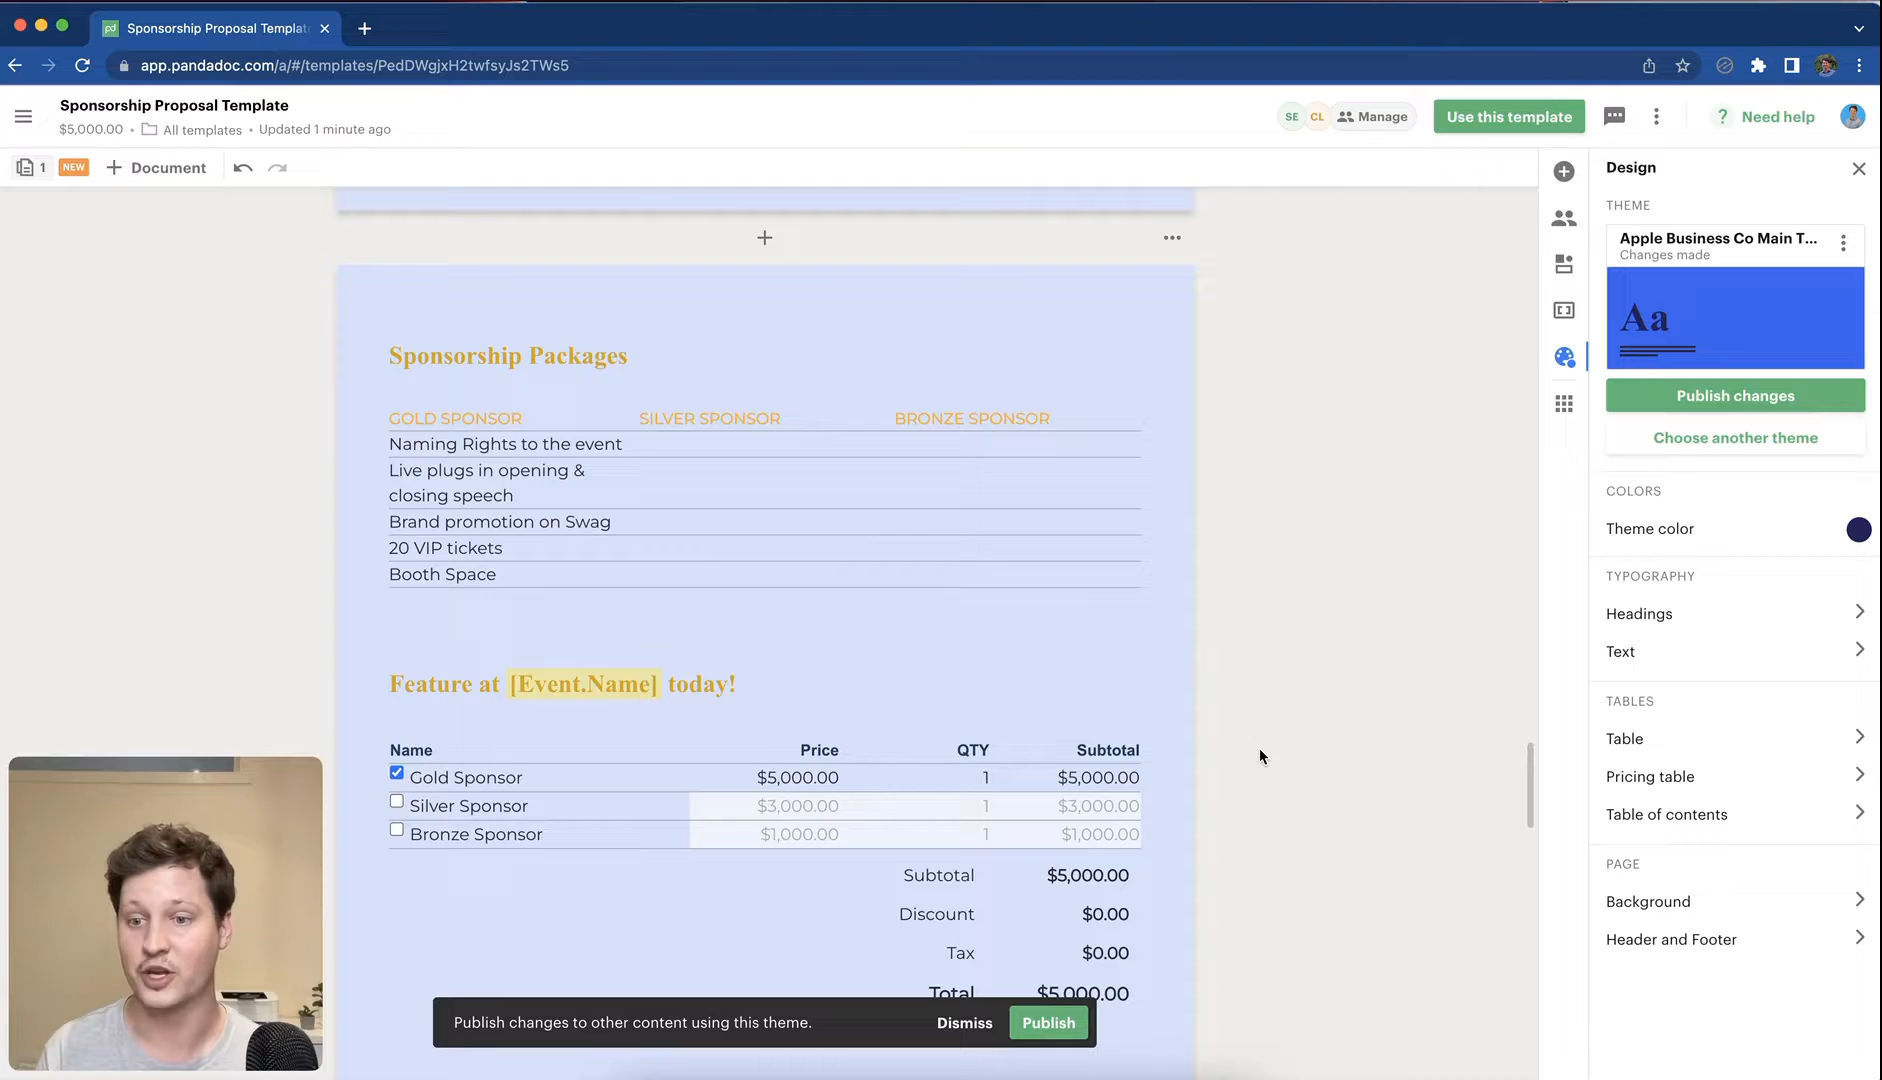 Sponsorship Proposal Templat
app.pandadoc.com/a/#/templates/PedDWgjxH2twfsyJs2TWs5
Sponsorship Proposal Template
$5,000.00 • All templates • Updated 1 minute ago
SE CL Manage
Use this template
? Need help
1 NEW + Document
Design
THEME
Apple Business Co Main T...
Changes made
Aa
Publish changes
Choose another theme
COLORS
Theme color
TYPOGRAPHY
Headings
Text
TABLES
Table
Pricing table
Table of contents
PAGE
Background
Header and Footer
Sponsorship Packages
GOLD SPONSOR SILVER SPONSOR BRONZE SPONSOR
Naming Rights to the event
Live plugs in opening &
closing speech
Brand promotion on Swag
20 VIP tickets
Booth Space
Feature at [Event.Name] today!
Name Price QTY Subtotal
Gold Sponsor $5,000.00 1 $5,000.00
Silver Sponsor $3,000.00 1 $3,000.00
Bronze Sponsor $1,000.00 1 $1,000.00
Subtotal $5,000.00
Discount $0.00
Tax $0.00
Total $5,000.00
Publish changes to other content using this theme. Dismiss Publish